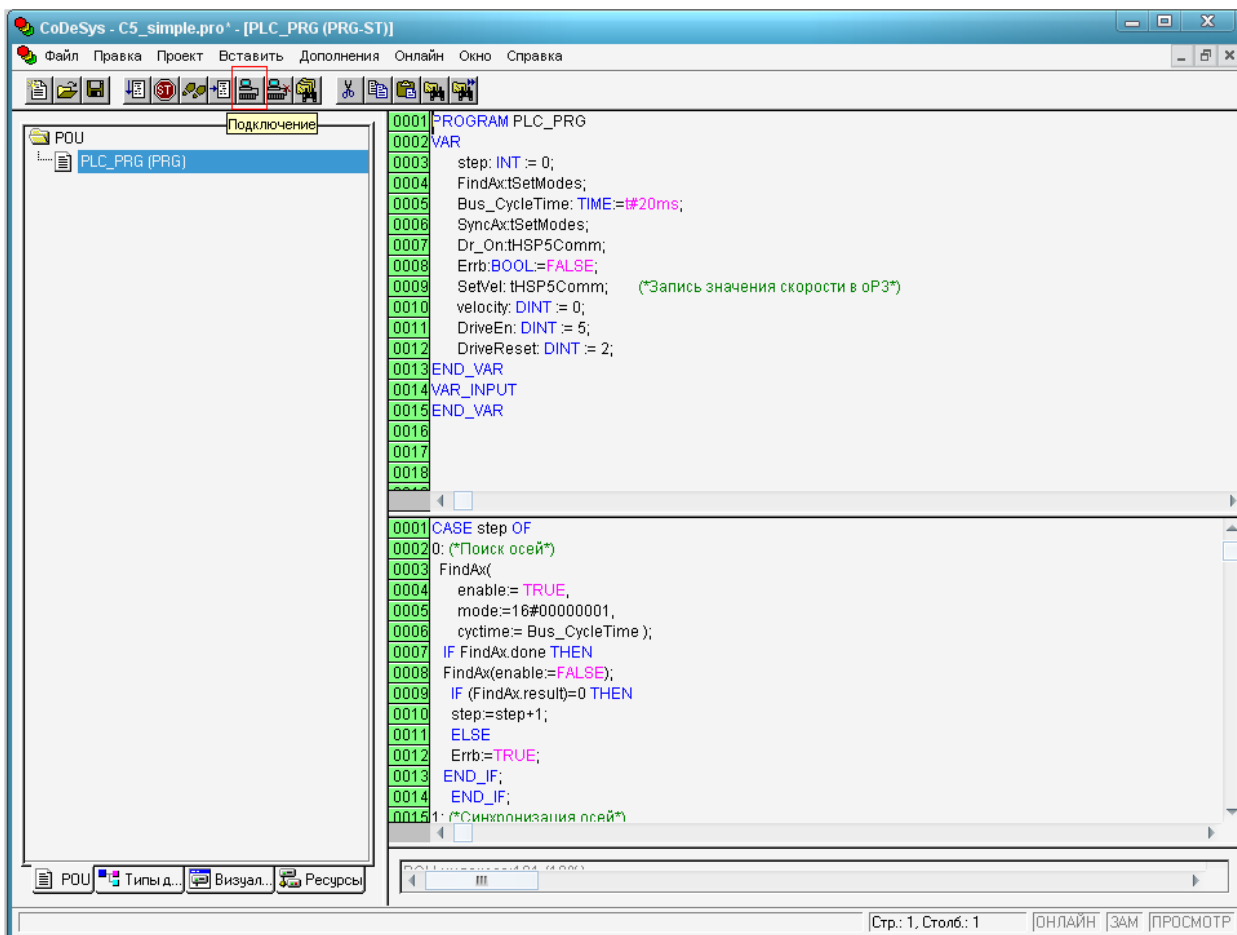 CoDeSys - C5_simple.pro* - [PLC_PRG (PRG-ST)]
Файл Правка Проект Вставить Дополнения Онлайн Окно Справка
ST
Подключение
POU
PLC_PRG (PRG)
0001 PROGRAM PLC_PRG
0002 VAR
0003 step: INT := 0;
0004 FindAx:tSetModes;
0005 Bus_CycleTime: TIME:=t#20ms;
0006 SyncAx:tSetModes;
0007 Dr_On:tHSP5Comm;
0008 Errb:BOOL:=FALSE;
0009 SetVel: tHSP5Comm; (*Запись значения скорости в oP3*)
0010 velocity: DINT := 0;
0011 DriveEn: DINT := 5;
0012 DriveReset: DINT := 2;
0013 END_VAR
0014 VAR_INPUT
0015 END_VAR
0016
0017
0018
0001 CASE step OF
0002 0: (*Поиск осей*)
0003 FindAx(
0004 enable:= TRUE,
0005 mode:=16#00000001,
0006 cyctime:= Bus_CycleTime );
0007 IF FindAx.done THEN
0008 FindAx(enable:=FALSE);
0009 IF (FindAx.result)=0 THEN
0010 step:=step+1;
0011 ELSE
0012 Errb:=TRUE;
0013 END_IF;
0014 END_IF;
0015 1: (*Синхронизация осей*)
POU Типы д... Визуал... Ресурсы
Стр.: 1, Столб.: 1 ОНЛАЙН ЗАМ ПРОСМОТР